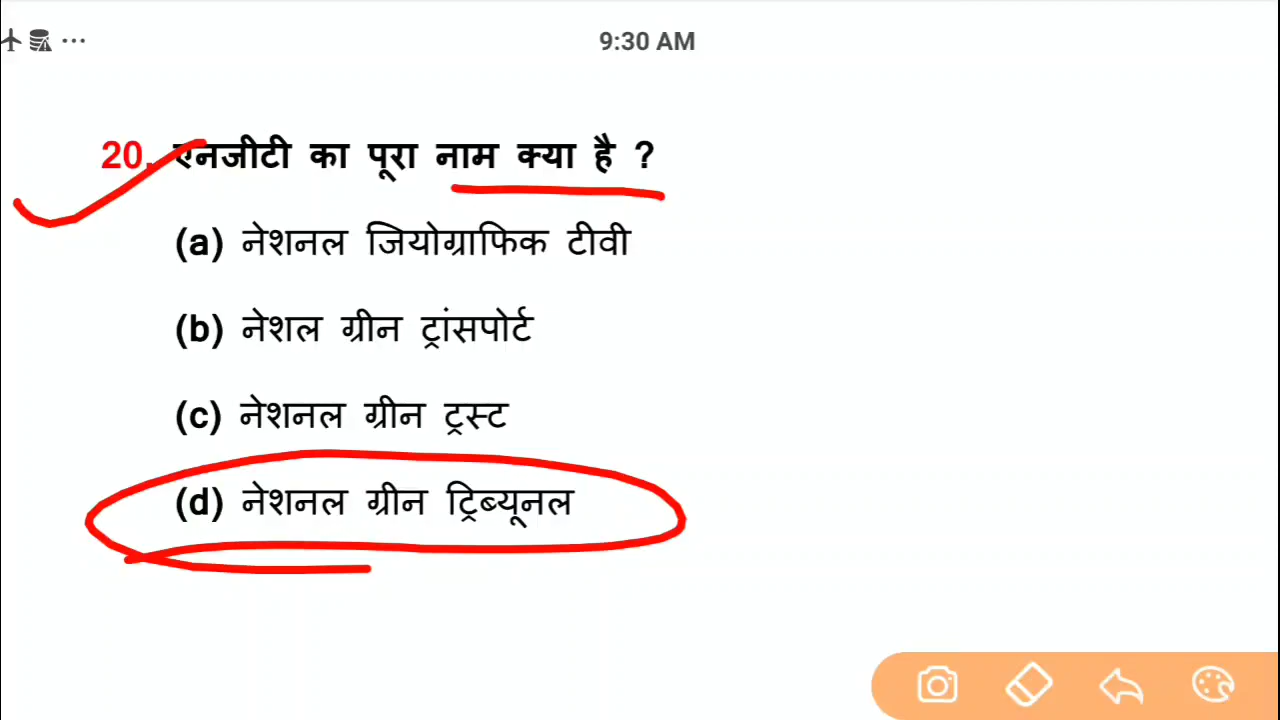 9:30 AM
20. एनजीटी का पूरा नाम क्या है ?
(a) नेशनल जियोग्राफिक टीवी
(b) नेशल ग्रीन ट्रांसपोर्ट
(c) नेशनल ग्रीन ट्रस्ट
(d) नेशनल ग्रीन ट्रिब्यूनल